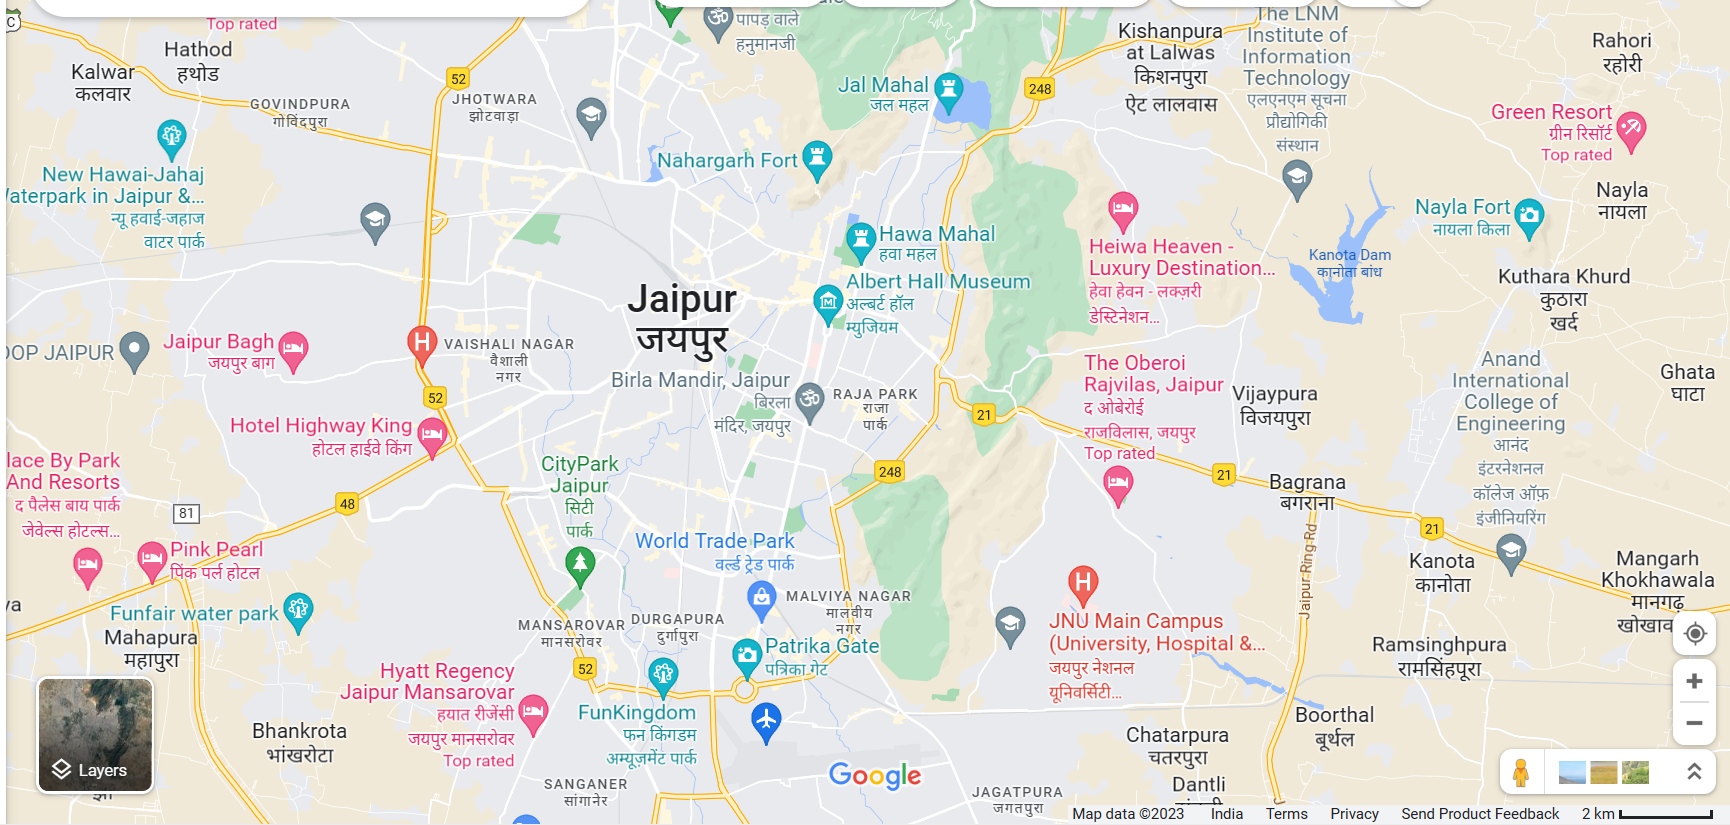 C
Top rated
Hathod
हथोड
Kalwar
कलवार
GOVINDPURA
गोविंदपुरा
52
JHOTWARA
झोटवाड़ा
पापड़ वाले
हनुमानजी
Jal Mahal
जल महल
248
Kishanpura
at Lalwas
किशनपुरा
ऐट लालवास
The LNM
Institute of
Information
Technology
एलएनएम सूचना
प्रौद्योगिकी
संस्थान
Rahori
रहोरी
Green Resort
ग्रीन रिसॉर्ट
Top rated
New Hawai-Jahaj
Waterpark in Jaipur &...
न्यू हवाई-जहाज
वाटर पार्क
Nahargarh Fort
Nayla
नायला
Nayla Fort
नायला किला
Hawa Mahal
हवा महल
Heiwa Heaven -
Luxury Destination...
हेवा हेवन - लक्ज़री
डेस्टिनेशन...
Kanota Dam
कानोता बांध
Kuthara Khurd
कुठारा
खर्द
Albert Hall Museum
अल्बर्ट हॉल
म्युजियम
Jaipur
जयपुर
OOP JAIPUR
Jaipur Bagh
जयपुर बाग
H
VAISHALI NAGAR
वैशाली
नगर
Birla Mandir, Jaipur
बिरला
मंदिर, जयपुर
RAJA PARK
राजा
पार्क
The Oberoi
Rajvilas, Jaipur
द ओबेरोई
राजविलास, जयपुर
Top rated
Vijaypura
विजयपुरा
Anand
International
College of
Engineering
आनंद
इंटरनेशनल
कॉलेज ऑफ़
इंजीनियरिंग
Ghata
घाटा
52
21
Hotel Highway King
होटल हाईवे किंग
lace By Park
And Resorts
द पैलेस बाय पार्क
जेवेल्स होटल्स...
CityPark
Jaipur
सिटी
पार्क
248
21
Bagrana
बगराना
48
81
21
Jaipur Ring Rd
Pink Pearl
पिंक पर्ल होटल
World Trade Park
वर्ल्ड ट्रेड पार्क
Kanota
कानोता
Mangarh
Khokhawala
मानगढ़
खोखाव
va
Funfair water park
Mahapura
महापुरा
MANSAROVAR
मानसरोवर
DURGAPURA
दुर्गापुरा
MALVIYA NAGAR
मालवीय
नगर
H
JNU Main Campus
(University, Hospital &...
जयपुर नेशनल
यूनिवर्सिटी...
Ramsinghpura
रामसिंहपूरा
52
Patrika Gate
पत्रिका गेट
Hyatt Regency
Jaipur Mansarovar
हयात रीजेंसी
जयपुर मानसरोवर
Top rated
FunKingdom
फन किंगडम
अम्यूज़मेंट पार्क
Bhankrota
भांखरोटा
Boorthal
बूर्थल
Chatarpura
चतरपुरा
Dantli
Layers
SANGANER
सांगानेर
Google
JAGATPURA
जगतपुरा
Map data ©2023 India Terms Privacy Send Product Feedback 2 km